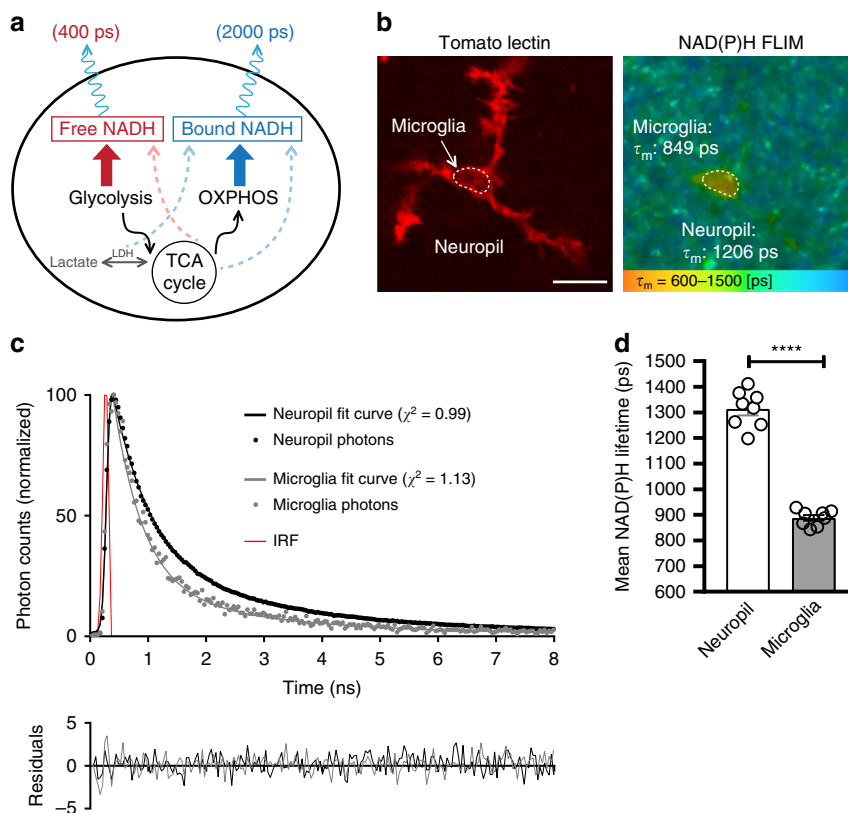 a
(400 ps) (2000 ps)
Free NADH Bound NADH
Glycolysis OXPHOS
Lactate LDH TCA
cycle
b
Tomato lectin NAD(P)H FLIM
Microglia
Neuropil
Microglia:
τm: 849 ps
Neuropil:
τm: 1206 ps
τm = 600–1500 [ps]
c
Photon counts (normalized)
100
50
0
0 1 2 3 4 5 6 7 8
Time (ns)
Neuropil fit curve (χ² = 0.99)
Neuropil photons
Microglia fit curve (χ² = 1.13)
Microglia photons
IRF
Residuals
5
0
–5
d
****
Mean NAD(P)H lifetime (ps)
1500
1400
1300
1200
1100
1000
900
800
700
600
Neuropil
Microglia